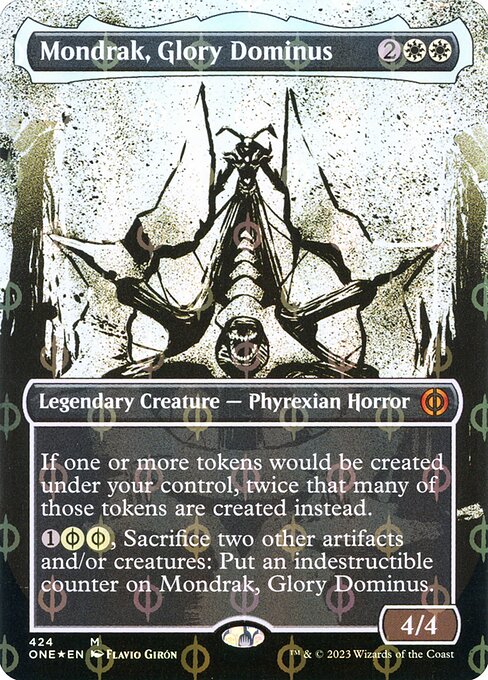 Mondrak, Glory Dominus 2
Legendary Creature — Phyrexian Horror
If one or more tokens would be created
under your control, twice that many of
those tokens are created instead.
1, Sacrifice two other artifacts
and/or creatures: Put an indestructible
counter on Mondrak, Glory Dominus.
4/4
424 M
ONE★EN Flavio Girón
™ & © 2023 Wizards of the Coast